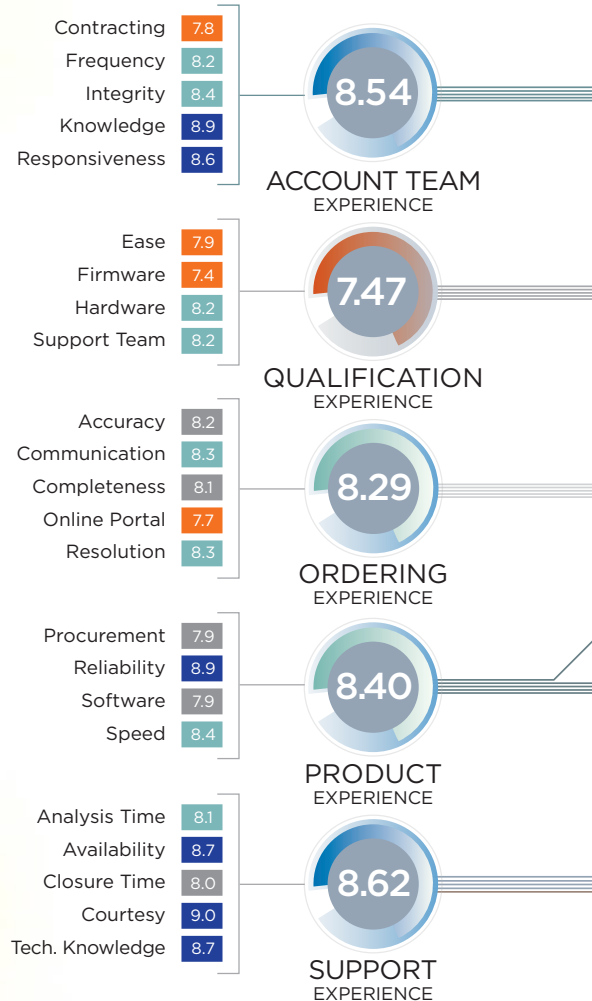 Contracting 7.8
Frequency 8.2
Integrity 8.4
Knowledge 8.9
Responsiveness 8.6
8.54
ACCOUNT TEAM
EXPERIENCE
Ease 7.9
Firmware 7.4
Hardware 8.2
Support Team 8.2
7.47
QUALIFICATION
EXPERIENCE
Accuracy 8.2
Communication 8.3
Completeness 8.1
Online Portal 7.7
Resolution 8.3
8.29
ORDERING
EXPERIENCE
Procurement 7.9
Reliability 8.9
Software 7.9
Speed 8.4
8.40
PRODUCT
EXPERIENCE
Analysis Time 8.1
Availability 8.7
Closure Time 8.0
Courtesy 9.0
Tech. Knowledge 8.7
8.62
SUPPORT
EXPERIENCE